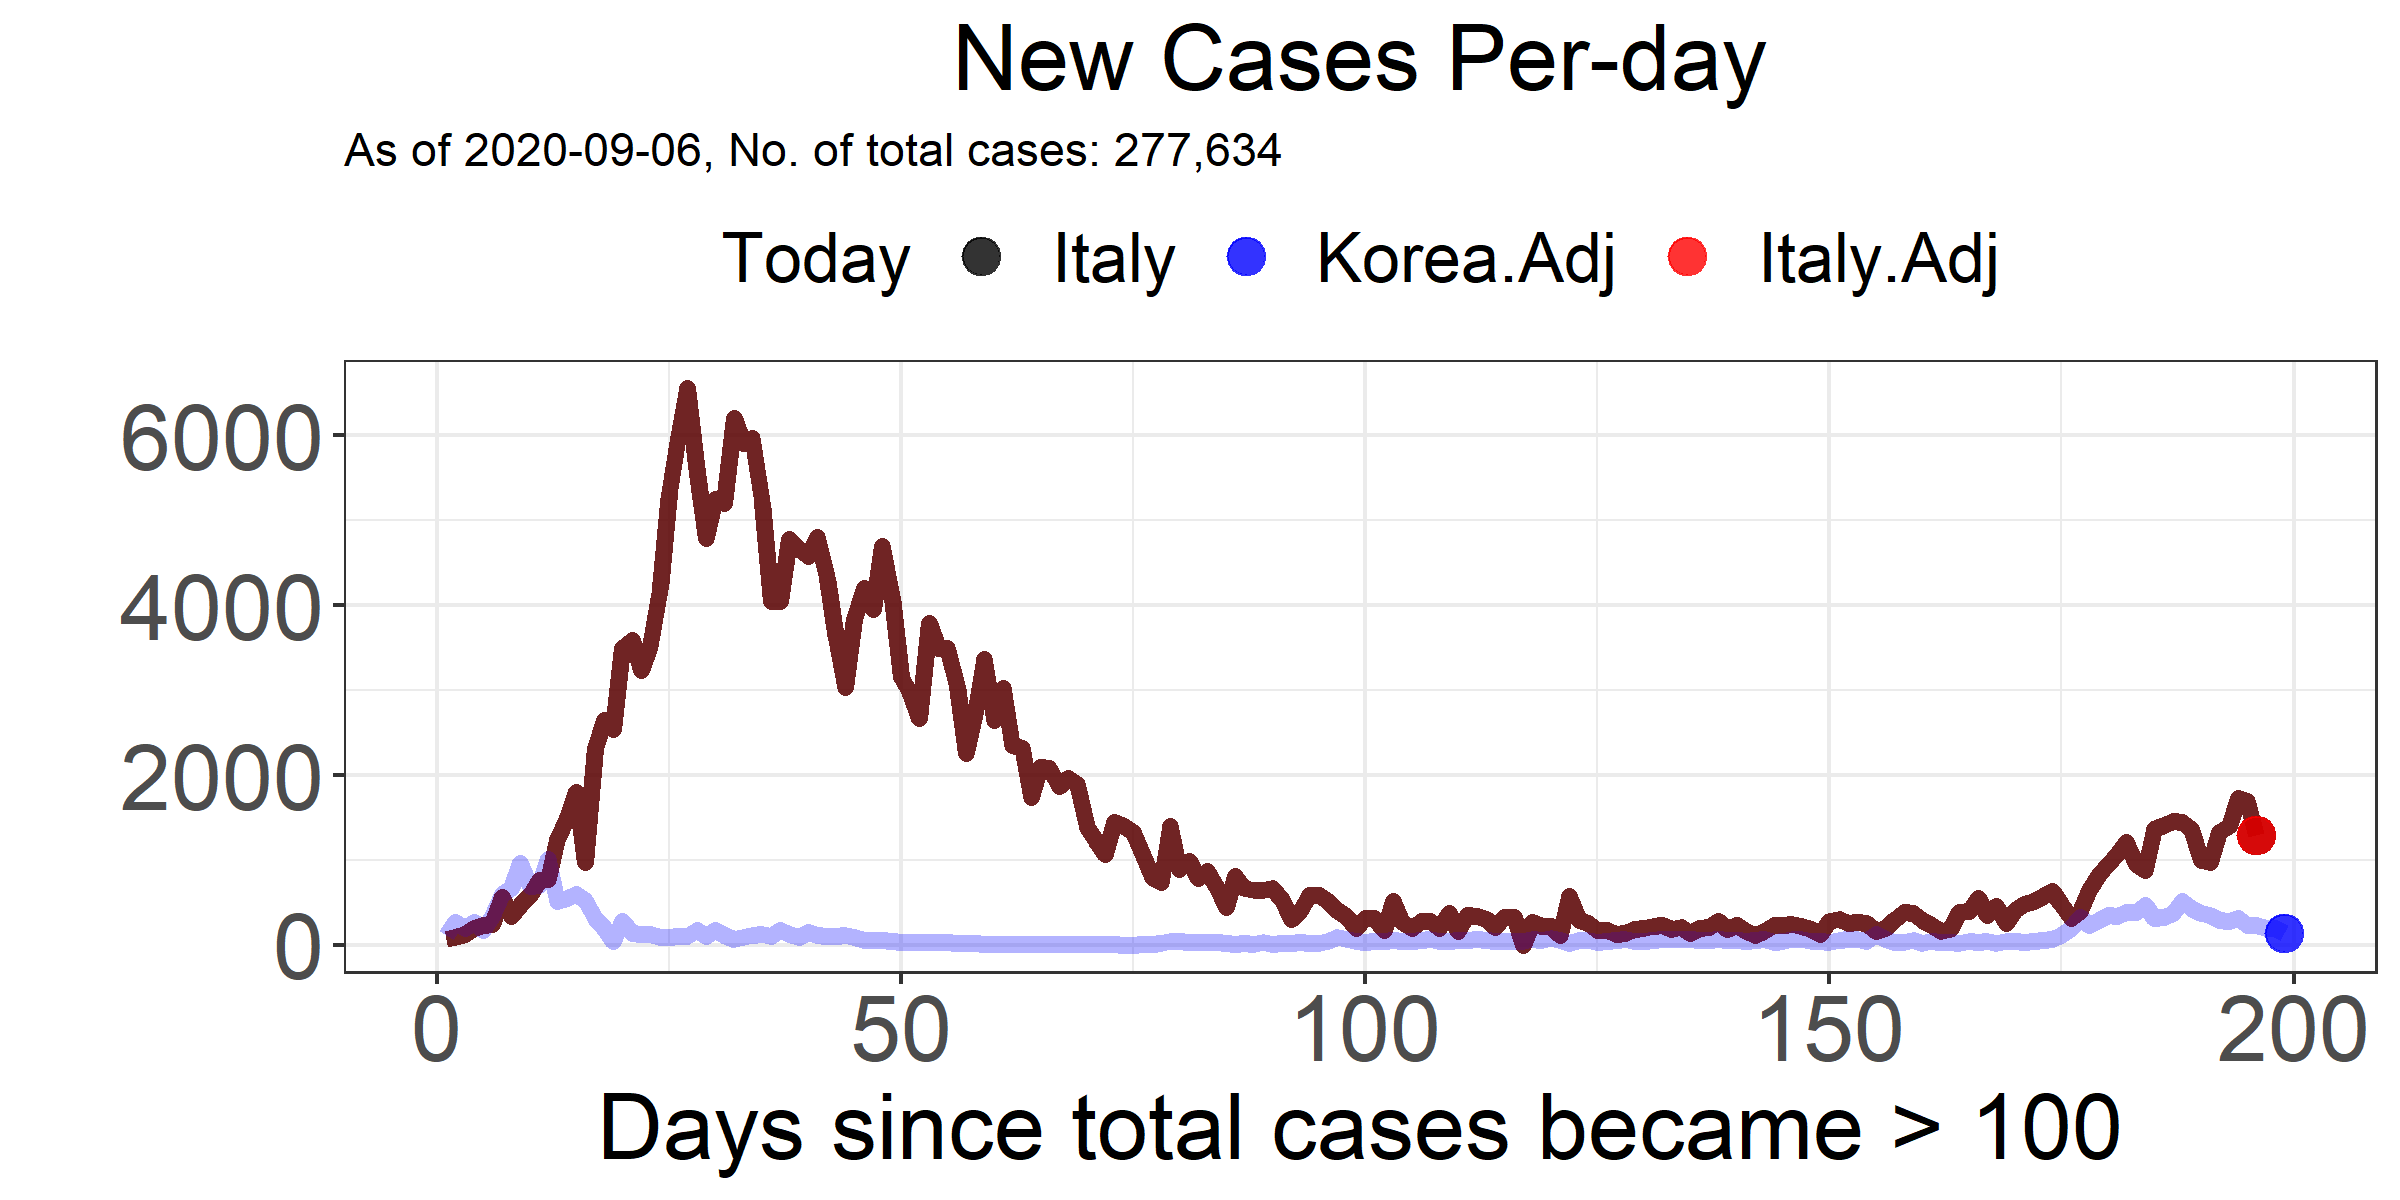 New Cases Per-day
As of 2020-09-06, No. of total cases: 277,634
Today Italy Korea.Adj Italy.Adj
6000
4000
2000
0
0 50 100 150 200
Days since total cases became > 100